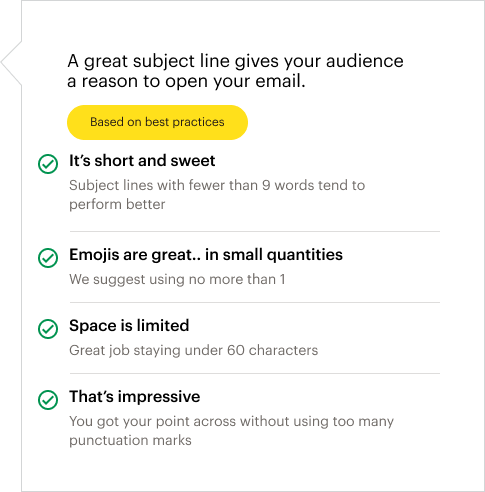 A great subject line gives your audience
a reason to open your email.
Based on best practices
It's short and sweet
Subject lines with fewer than 9 words tend to
perform better
Emojis are great.. in small quantities
We suggest using no more than 1
Space is limited
Great job staying under 60 characters
That's impressive
You got your point across without using too many
punctuation marks